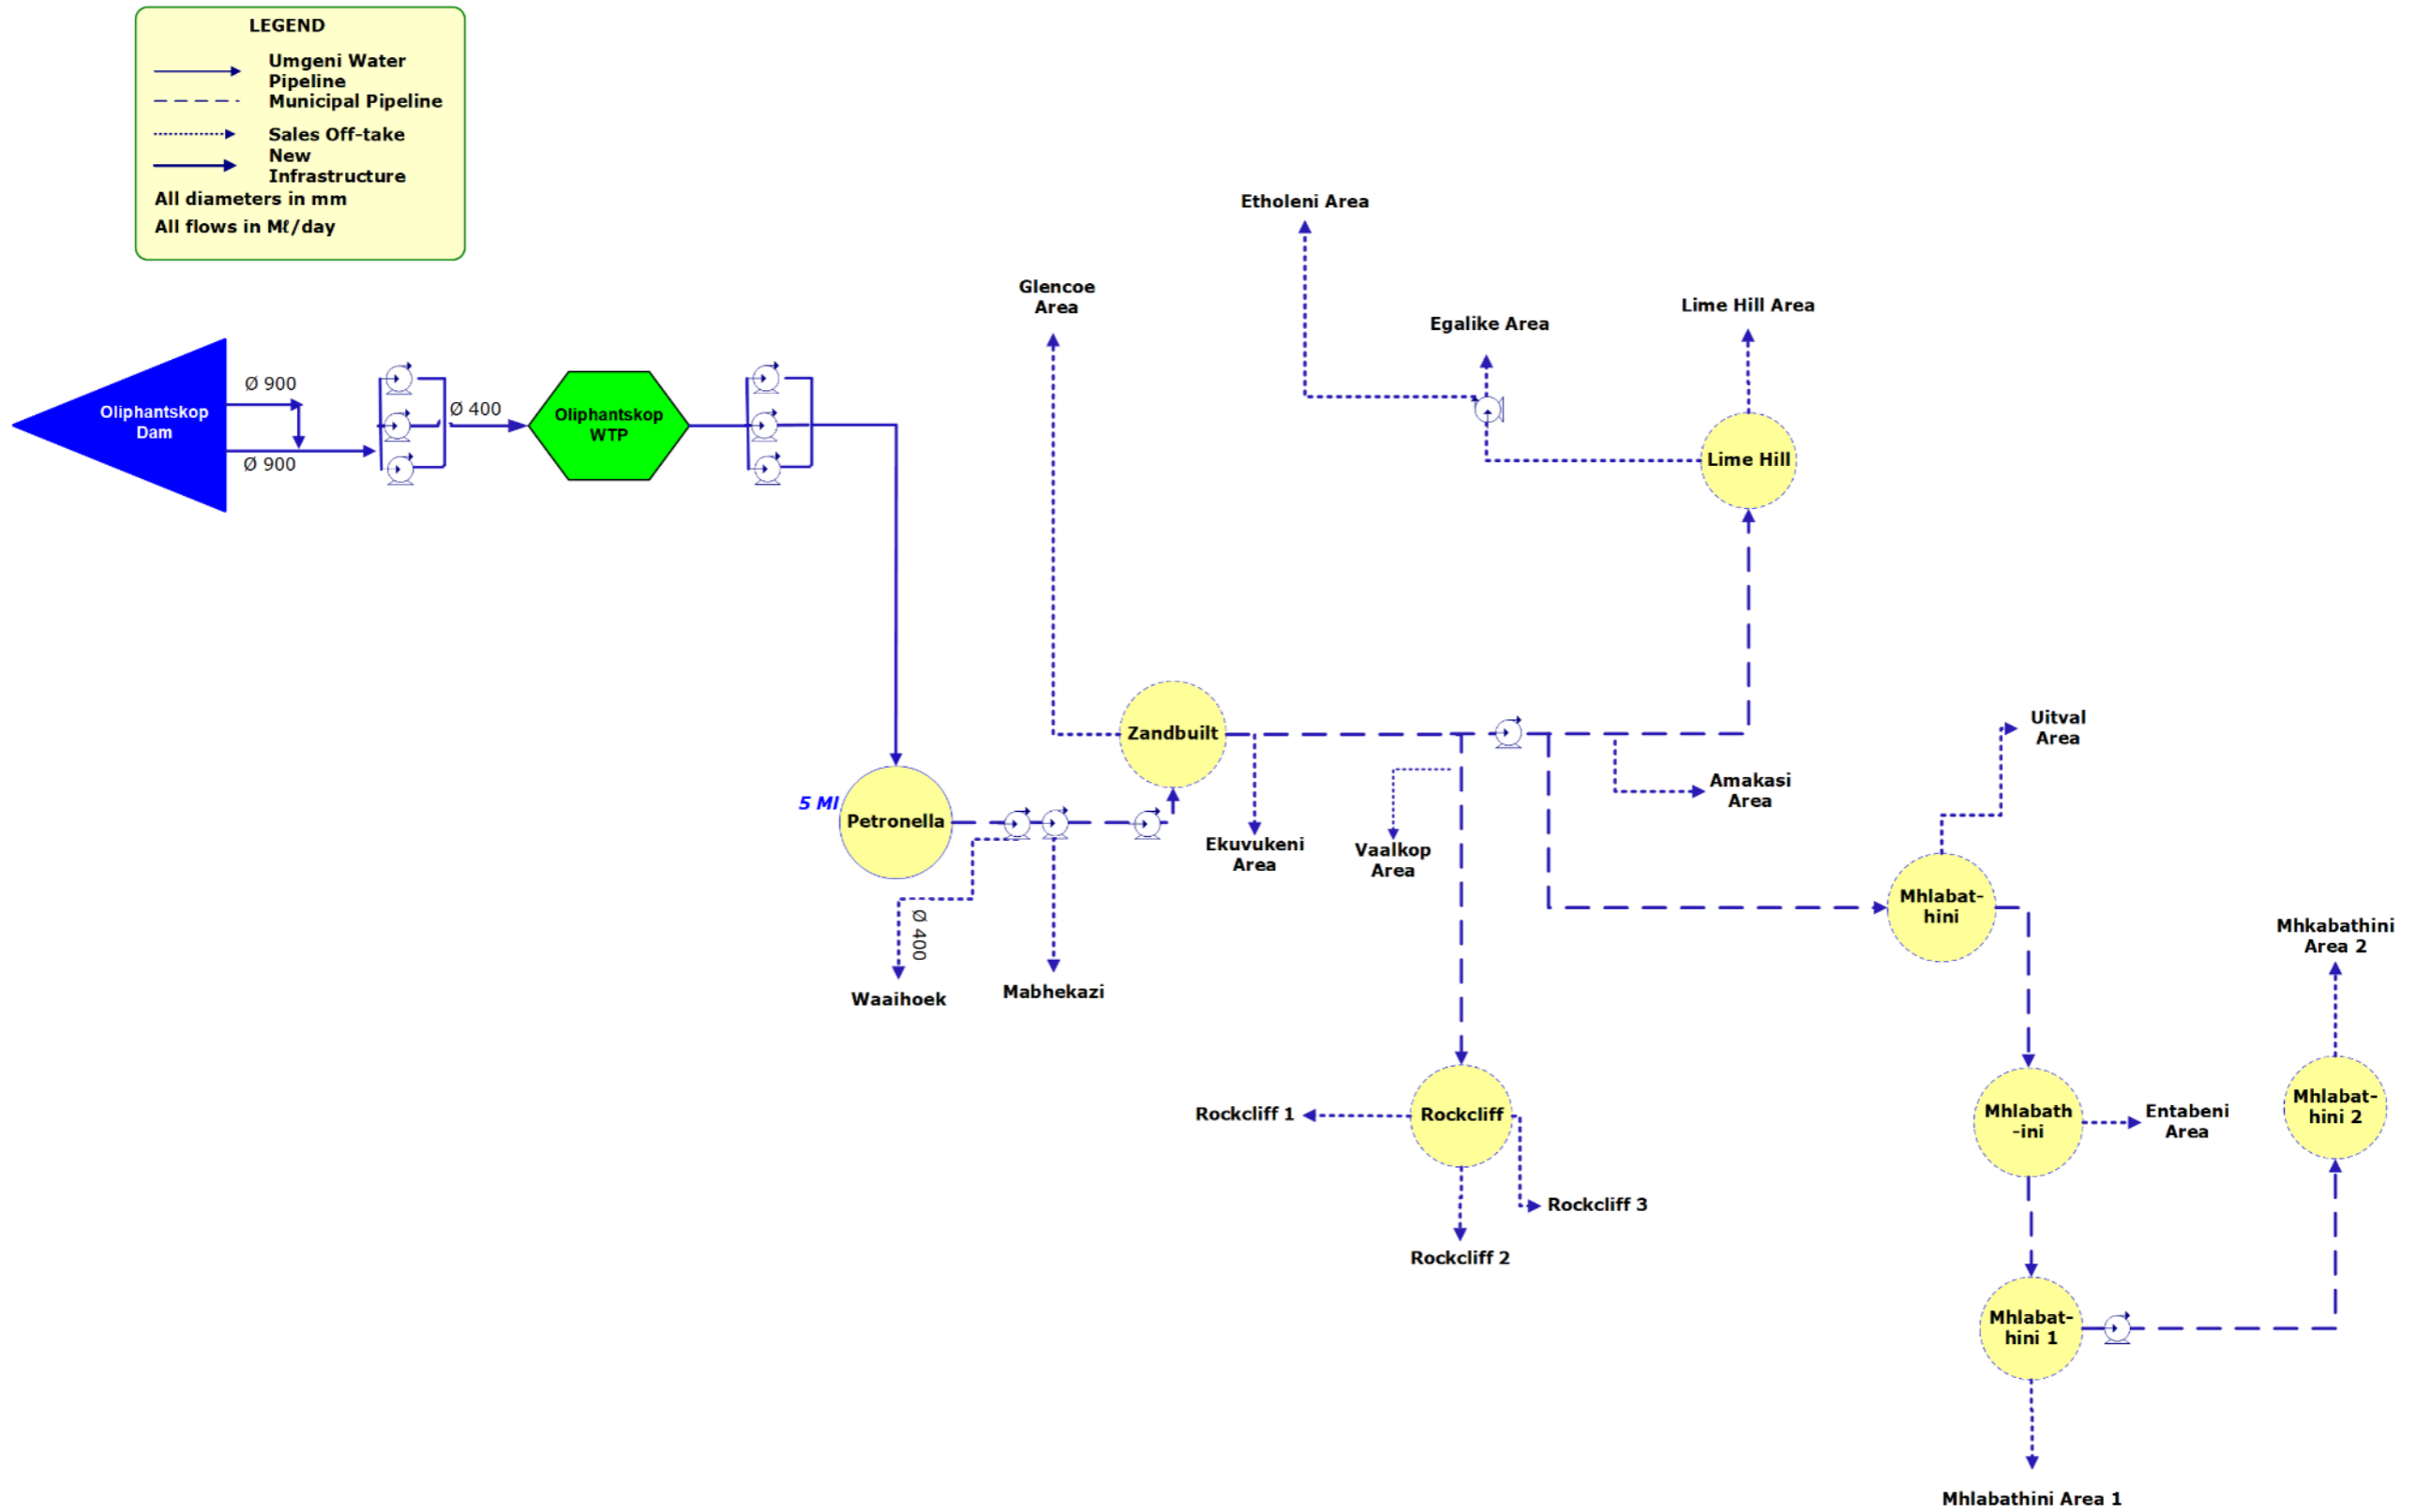 LEGEND
Umgeni Water
Pipeline
Municipal Pipeline
Sales Off-take
New
Infrastructure
All diameters in mm
All flows in Mℓ/day
Etholeni Area
Glencoe
Area
Egalike Area
Lime Hill Area
Ø 900
Oliphantskop
Dam
Ø 900
Ø 400
Oliphantskop
WTP
Lime Hill
Zandbuilt
Uitval
Area
Amakasi
Area
5 Ml
Petronella
Ekuvukeni
Area
Vaalkop
Area
Ø 400
Waaihoek
Mabhekazi
Mhlabat-
hini
Mhkabathini
Area 2
Rockcliff 1
Rockcliff
Rockcliff 3
Rockcliff 2
Mhlabath
-ini
Entabeni
Area
Mhlabat-
hini 2
Mhlabat-
hini 1
Mhlabathini Area 1